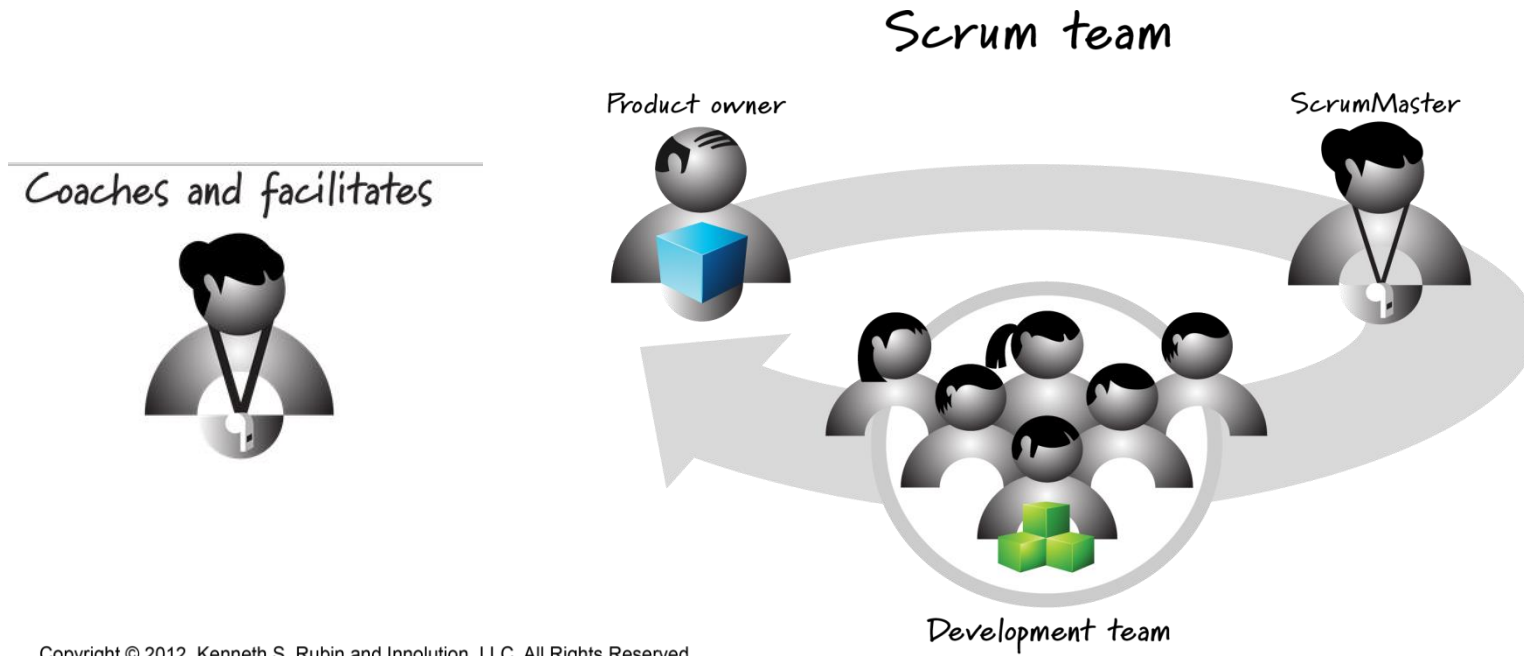 Scrum team
Product owner
ScrumMaster
Coaches and facilitates
Development team
Copyright © 2012, Kenneth S. Rubin and Innolution, LLC. All Rights Reserved.